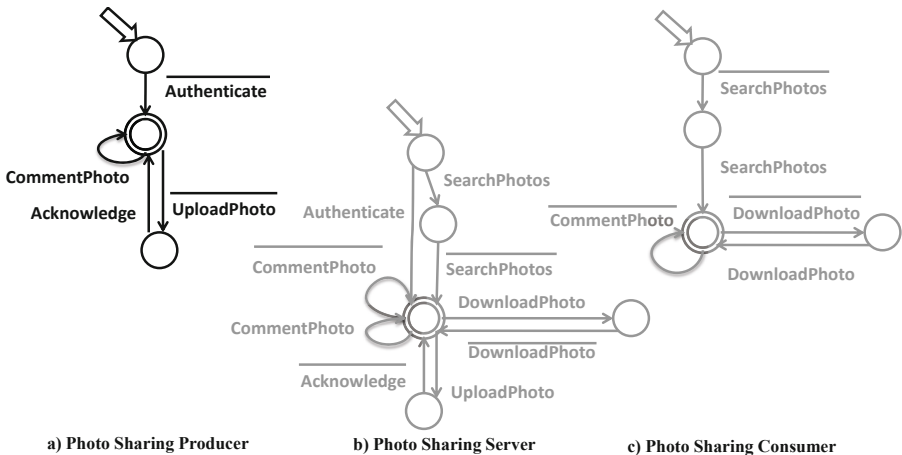 Authenticate
CommentPhoto
Acknowledge
UploadPhoto
a) Photo Sharing Producer
SearchPhotos
Authenticate
CommentPhoto
SearchPhotos
DownloadPhoto
CommentPhoto
DownloadPhoto
Acknowledge
UploadPhoto
b) Photo Sharing Server
SearchPhotos
SearchPhotos
CommentPhoto
DownloadPhoto
DownloadPhoto
c) Photo Sharing Consumer